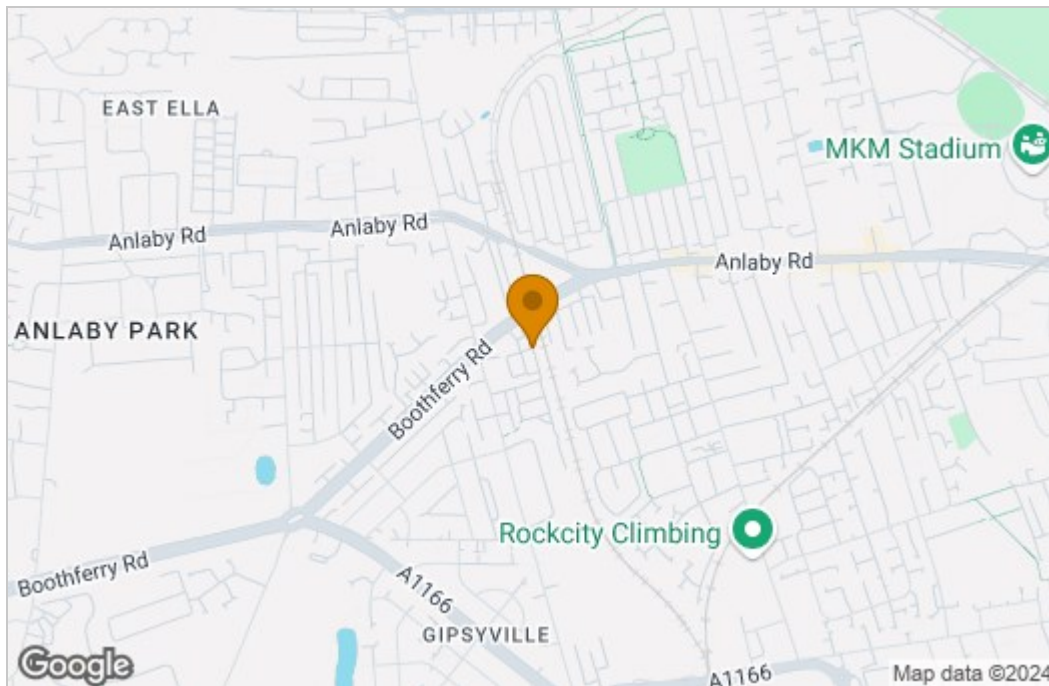 EAST ELLA
MKM Stadium
Anlaby Rd
Anlaby Rd
Anlaby Rd
ANLABY PARK
Boothferry Rd
Rockcity Climbing
Boothferry Rd
A1166
GIPSYVILLE
A1166
Google
Map data ©2024